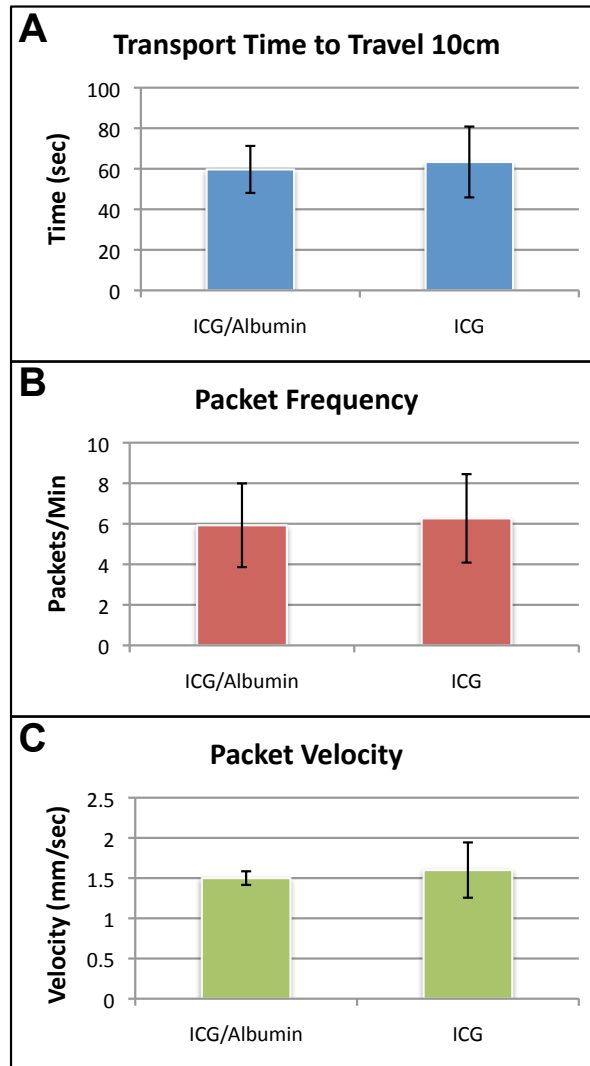 A
Transport Time to Travel 10cm
Time (sec)
100
80
60
40
20
0
ICG/Albumin ICG
B
Packet Frequency
Packets/Min
10
8
6
4
2
0
ICG/Albumin ICG
C
Packet Velocity
Velocity (mm/sec)
2.5
2
1.5
1
0.5
0
ICG/Albumin ICG